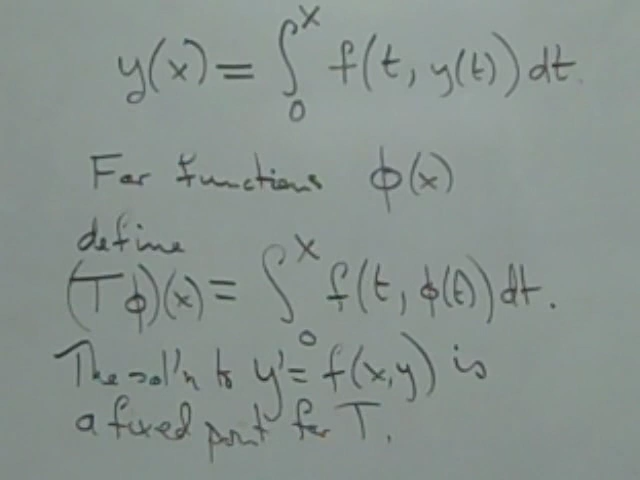 y(x) = ∫₀ˣ f(t, y(t)) dt.
For functions ϕ(x)
define
(Tϕ)(x) = ∫₀ˣ f(t, ϕ(t)) dt.
The sol'n to y' = f(x,y) is
a fixed point for T.